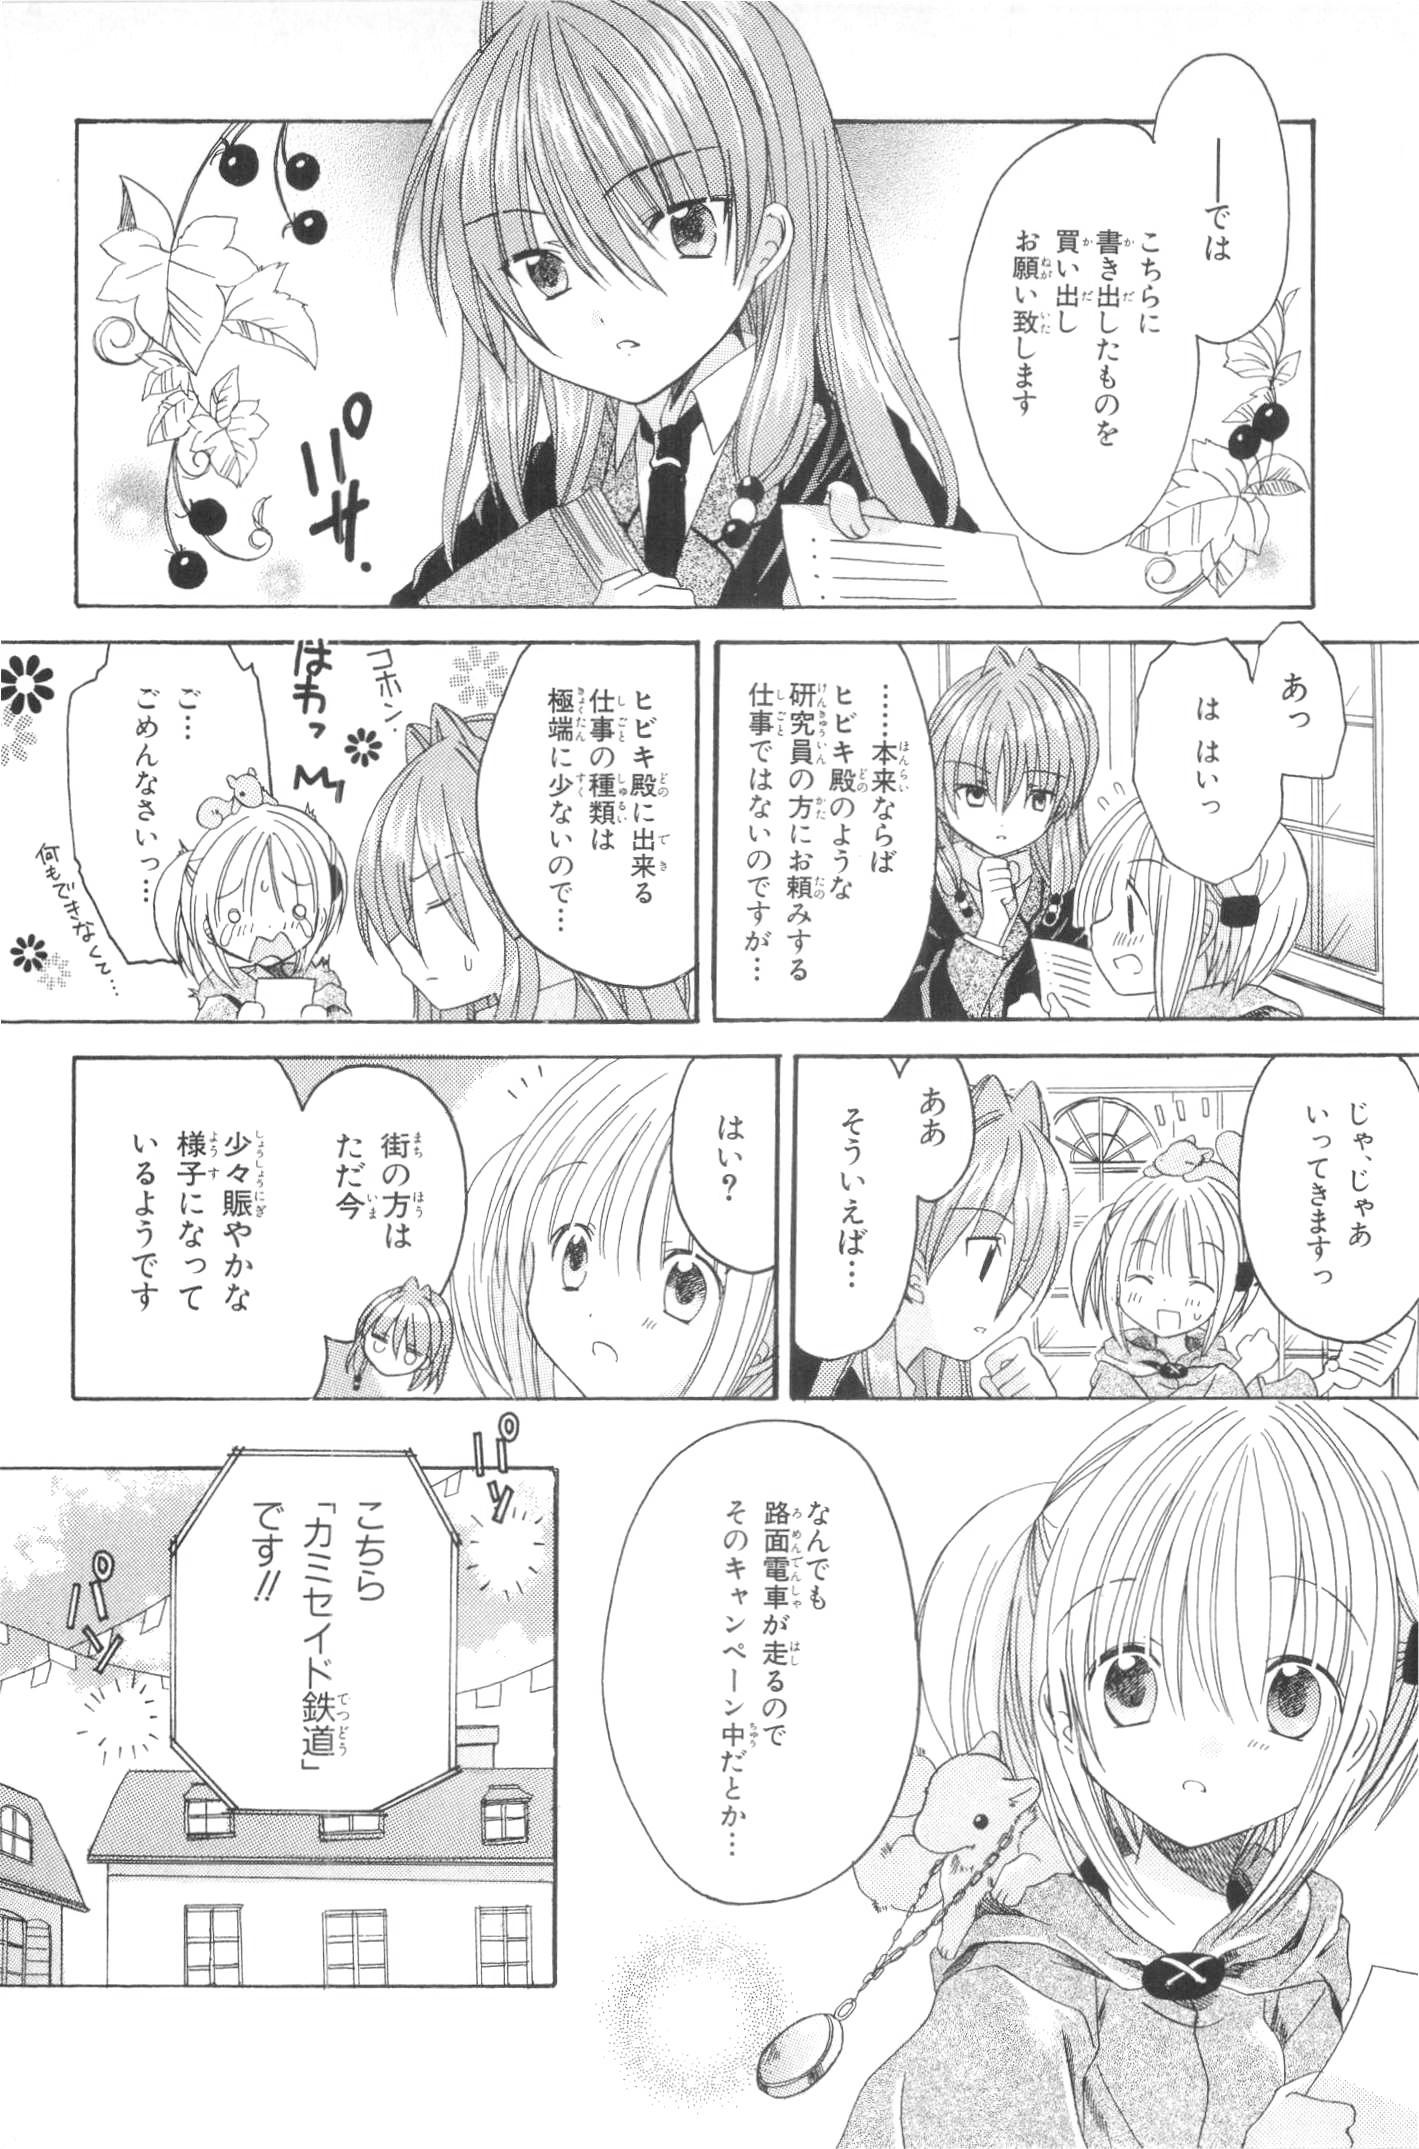 ―では
こちらに
書き出したものを
買い出し
お願い致します
パサ.
あっ
は はいっ
……本来ならば
ヒビキ殿のような
研究員の方にお頼みする
仕事ではないのですが…
ヒビキ殿に出来る
仕事の種類は
極端に少ないので…
コホン
はわっ
ご…
ごめんなさいっ…
何もできなくて…
じゃ、じゃあ
いってきますっ
ああ
そういえば…
はい?
街の方は
ただ今
少々賑やかな
様子になって
いるようです
なんでも
路面電車が走るので
そのキャンペーン中だとか…
パパッ
こちら
「カミセイド鉄道」
です!!
パパッ